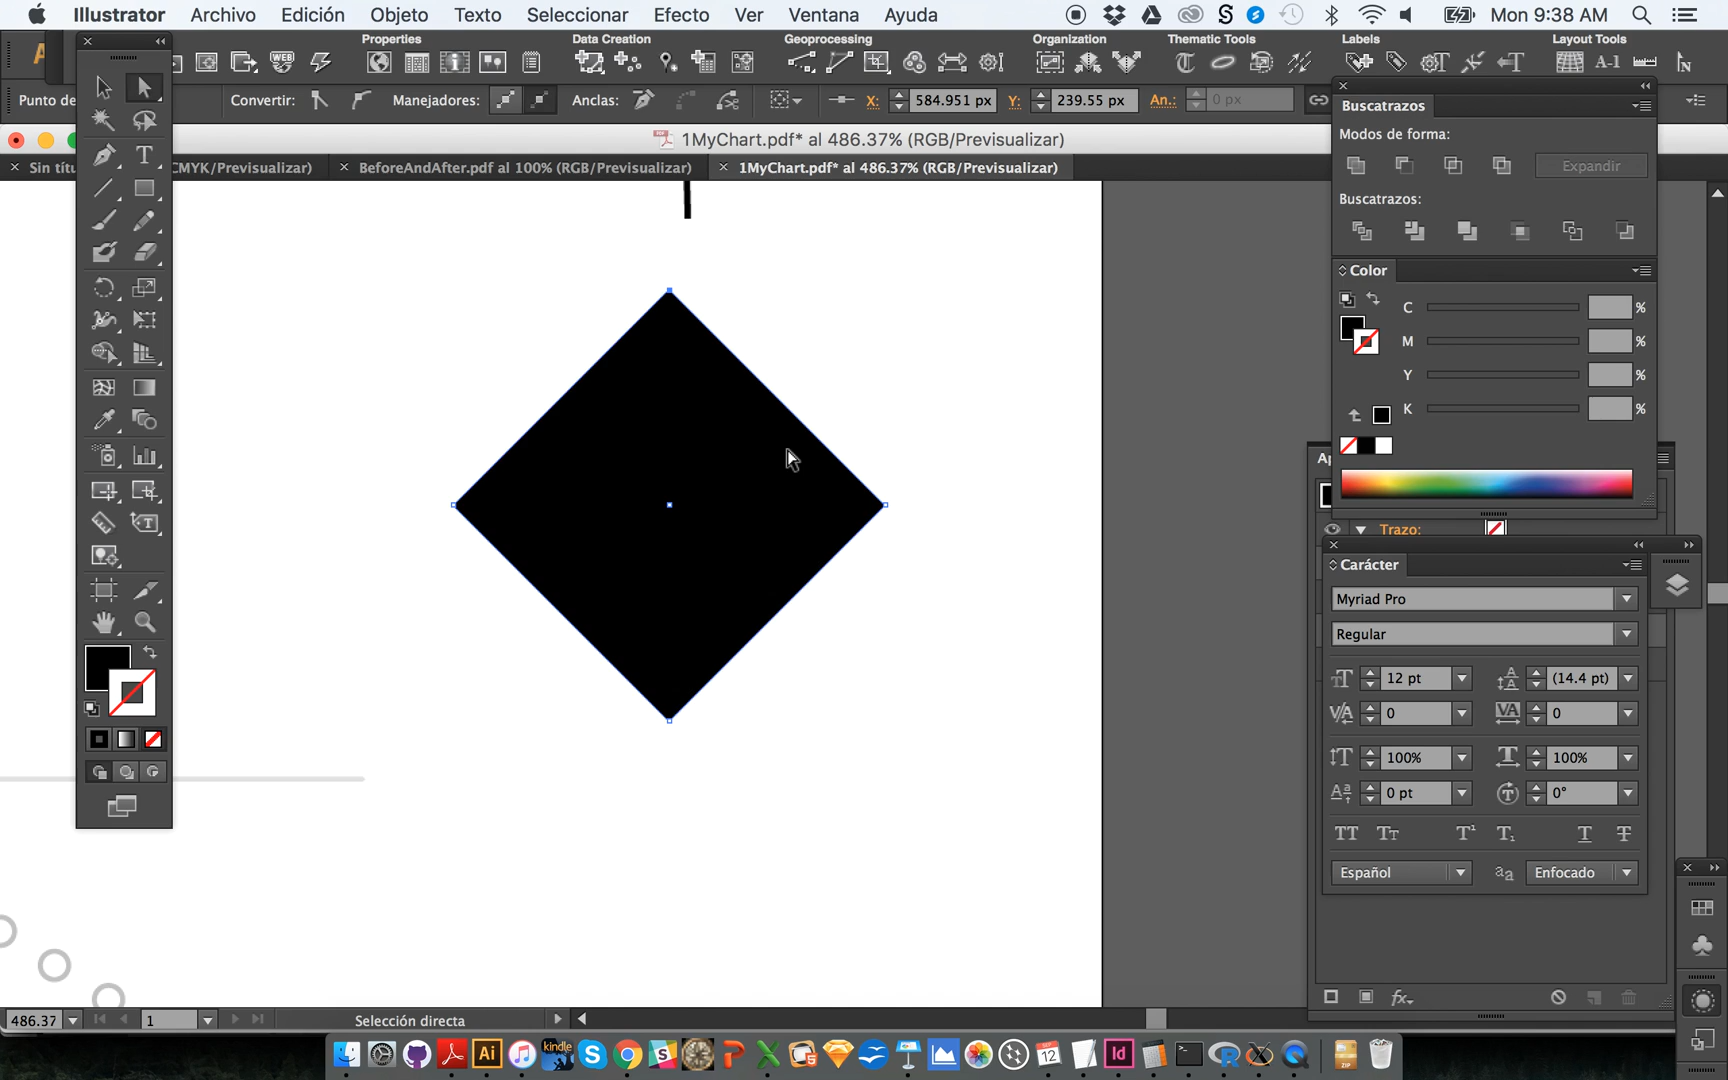 Illustrator Archivo Edición Objeto Texto Seleccionar Efecto Ver Ventana Ayuda Mon 9:38 AM
Properties Data Creation Geoprocessing Organization Thematic Tools Labels Layout Tools
WEB
Punto de Convertir: Manejadores: Anclas: X: 584.951 px Y: 239.55 px An.: 0 px
1MyChart.pdf* al 486.37% (RGB/Previsualizar)
Sin títu CMYK/Previsualizar) BeforeAndAfter.pdf al 100% (RGB/Previsualizar) 1MyChart.pdf* al 486.37% (RGB/Previsualizar)
Buscatrazos
Modos de forma:
Expandir
Buscatrazos:
Color
C %
M %
Y %
K %
Ap
Trazo:
Carácter
Myriad Pro
Regular
12 pt (14.4 pt)
0 0
100% 100%
0 pt 0°
Español Enfocado
486.37 1 Selección directa